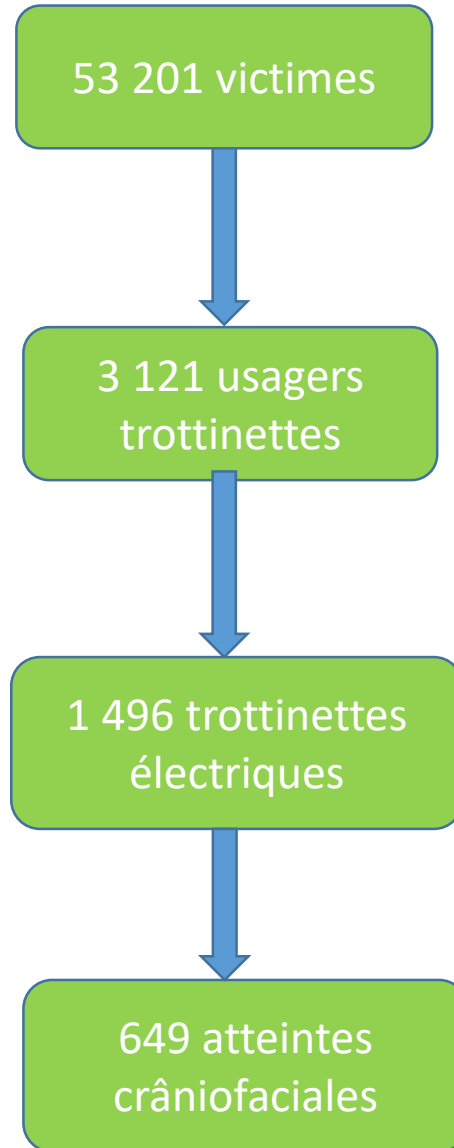 53 201 victimes
3 121 usagers
trottinettes
1 496 trottinettes
électriques
649 atteintes
crâniofaciales